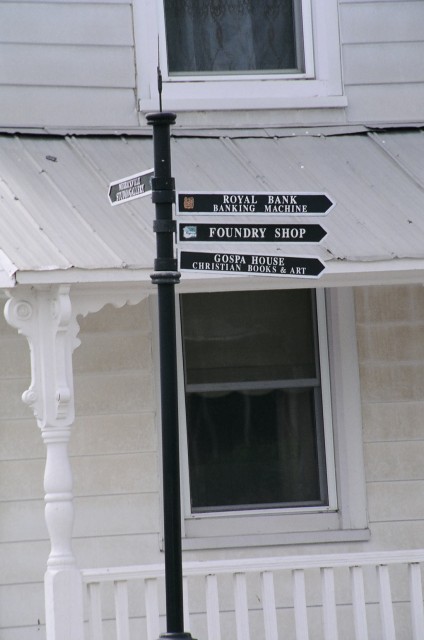 ROYAL BANK
BANKING MACHINE
FOUNDRY SHOP
GOSPA HOUSE
CHRISTIAN BOOKS & ART